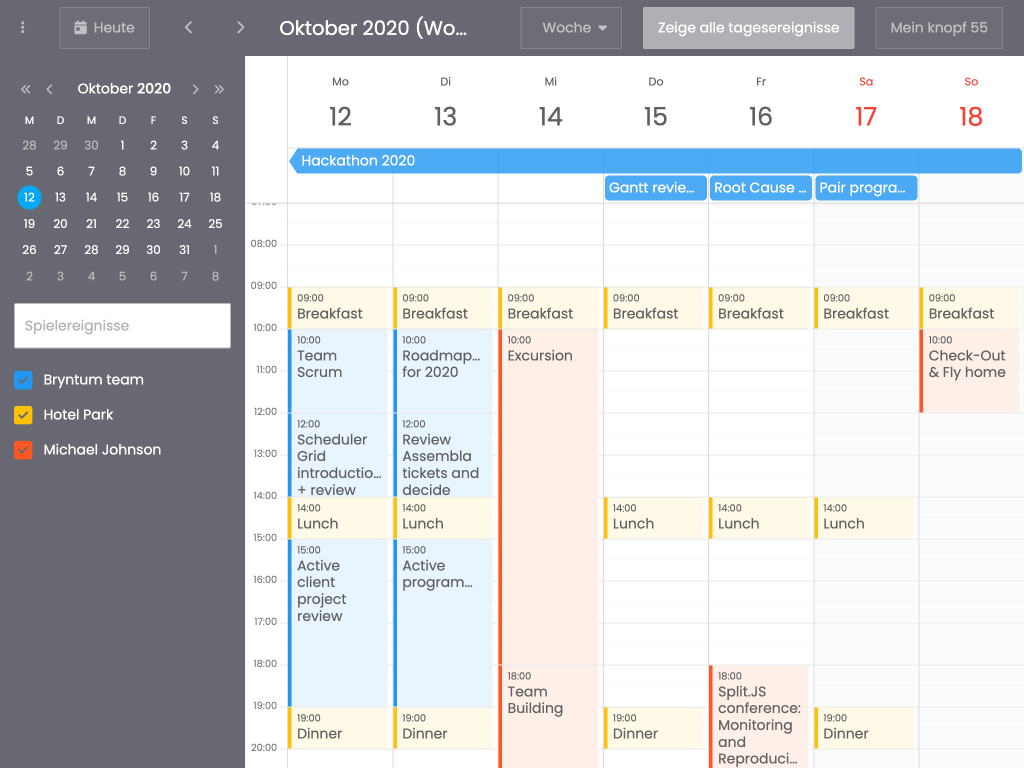 Heute
Oktober 2020 (Wo...
Woche
Zeige alle tagesereignisse
Mein knopf 55
Oktober 2020
M D M D F S S
28 29 30 1 2 3 4
5 6 7 8 9 10 11
12 13 14 15 16 17 18
19 20 21 22 23 24 25
26 27 28 29 30 31 1
2 3 4 5 6 7 8
Spielereignisse
Bryntum team
Hotel Park
Michael Johnson
Mo Di Mi Do Fr Sa So
12 13 14 15 16 17 18
Hackathon 2020
Gantt revie...
Root Cause ...
Pair progra...
07:00
08:00
09:00
10:00
11:00
12:00
13:00
14:00
15:00
16:00
17:00
18:00
19:00
20:00
09:00
Breakfast
10:00
Team
Scrum
12:00
Scheduler
Grid
introductio...
+ review
14:00
Lunch
15:00
Active
client
project
review
19:00
Dinner
09:00
Breakfast
10:00
Roadmap...
for 2020
12:00
Review
Assembla
tickets and
decide
14:00
Lunch
15:00
Active
program...
19:00
Dinner
09:00
Breakfast
10:00
Excursion
18:00
Team
Building
09:00
Breakfast
14:00
Lunch
19:00
Dinner
09:00
Breakfast
14:00
Lunch
18:00
Split.JS
conference:
Monitoring
and
Reproduci...
09:00
Breakfast
14:00
Lunch
19:00
Dinner
09:00
Breakfast
10:00
Check-Out
& Fly home